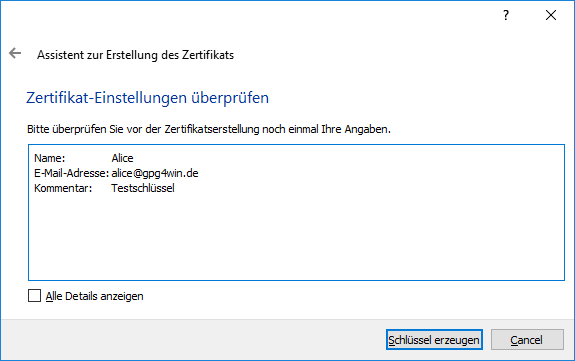 ?
Assistent zur Erstellung des Zertifikats
Zertifikat-Einstellungen überprüfen
Bitte überprüfen Sie vor der Zertifikatserstellung noch einmal Ihre Angaben.
Name: Alice
E-Mail-Adresse: alice@gpg4win.de
Kommentar: Testschlüssel
Alle Details anzeigen
Schlüssel erzeugen Cancel